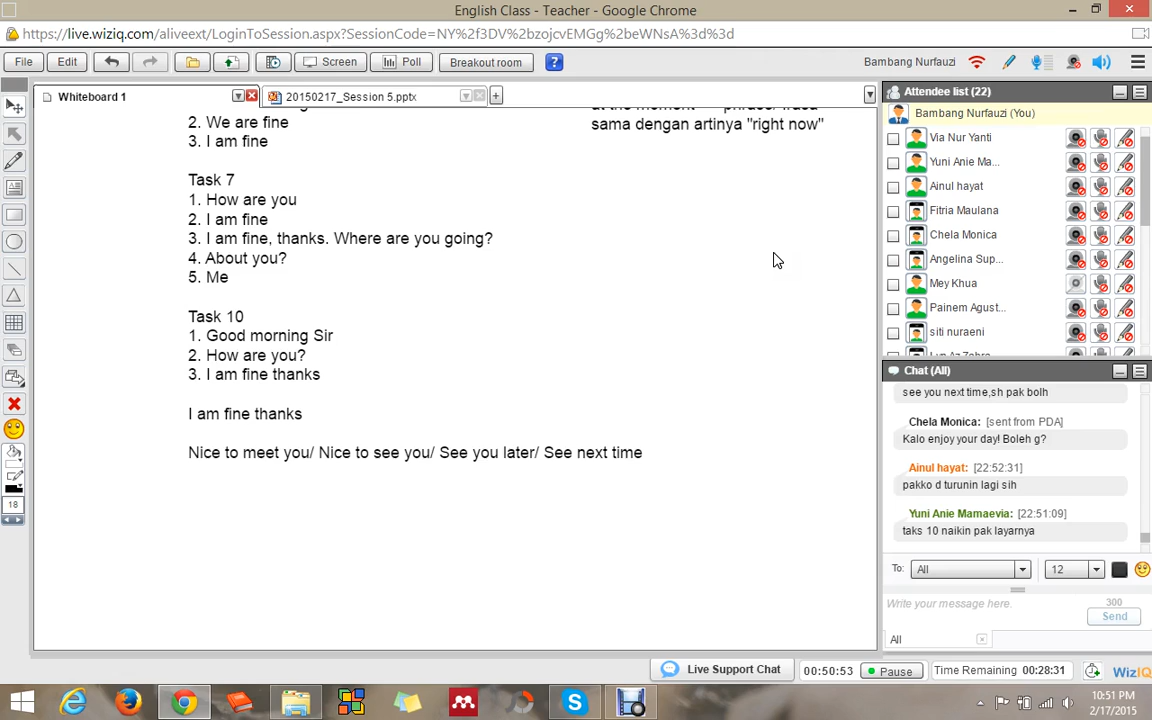 English Class - Teacher - Google Chrome
https://live.wiziq.com/aliveext/LoginToSession.aspx?SessionCode=NY%2f3DV%2bzojcvEMGg%2beWNsA%3d%3d
File Edit Screen Poll Breakout room ? Bambang Nurfauzi
Whiteboard 1 20150217_Session 5.pptx
at the moment
sama dengan artinya "right now"
2. We are fine
3. I am fine
Task 7
1. How are you
2. I am fine
3. I am fine, thanks. Where are you going?
4. About you?
5. Me
Task 10
1. Good morning Sir
2. How are you?
3. I am fine thanks
I am fine thanks
Nice to meet you/ Nice to see you/ See you later/ See next time
18
Attendee list (22)
Bambang Nurfauzi (You)
Via Nur Yanti
Yuni Anie Ma...
Ainul hayat
Fitria Maulana
Chela Monica
Angelina Sup...
Mey Khua
Painem Agust...
siti nuraeni
Chat (All)
see you next time,sh pak bolh
Chela Monica: [sent from PDA]
Kalo enjoy your day! Boleh g?
Ainul hayat: [22:52:31]
pakko d turunin lagi sih
Yuni Anie Mamaevia: [22:51:09]
taks 10 naikin pak layarnya
To: All 12
Write your message here. 300
Send
All
Live Support Chat 00:50:53 Pause Time Remaining 00:28:31 WizIQ
10:51 PM
2/17/2015